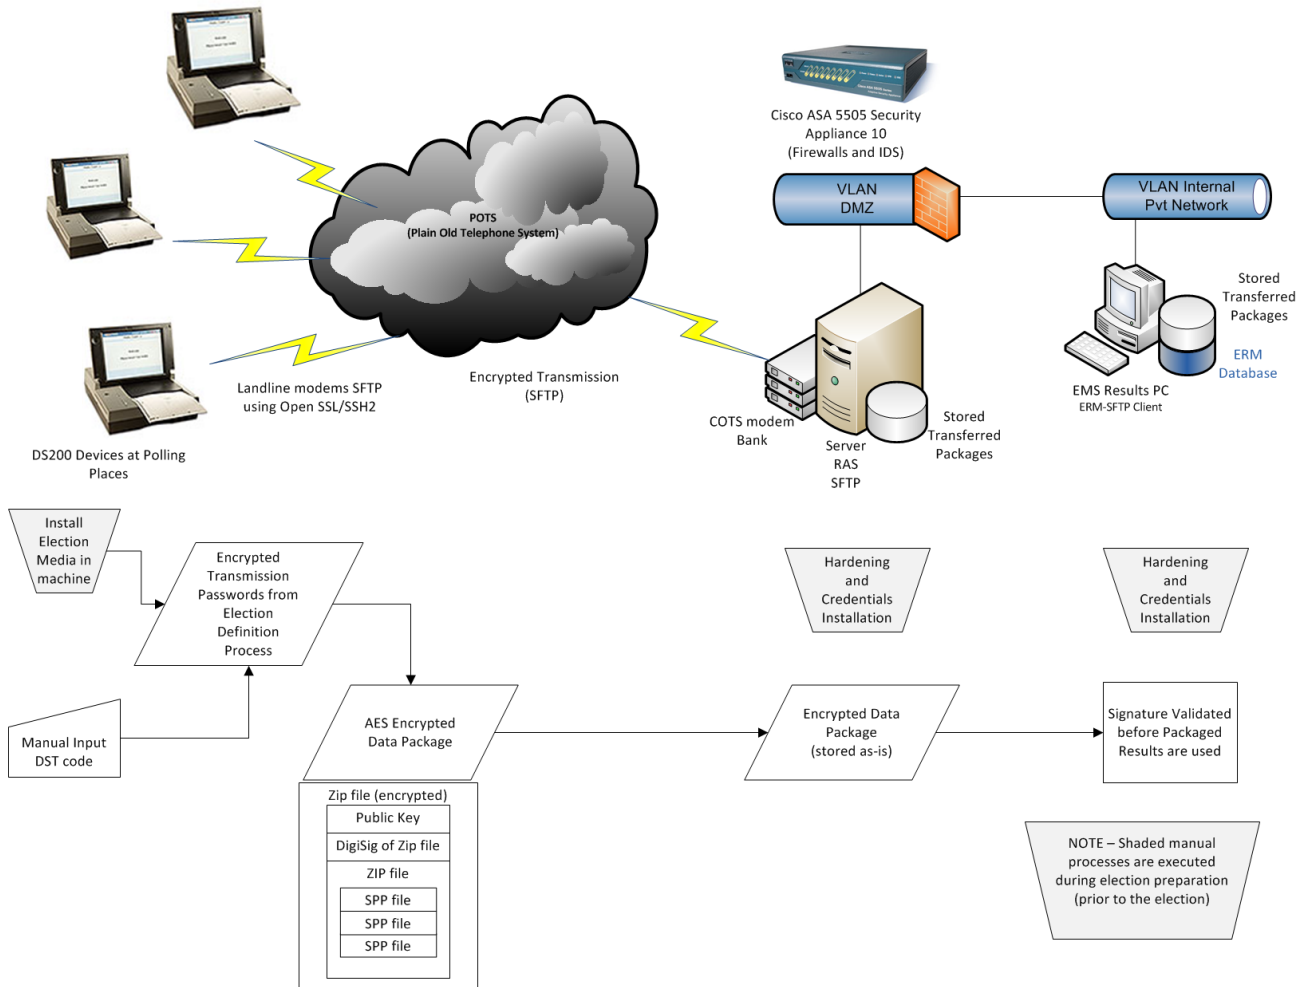 Cisco ASA 5505 Security
Appliance 10
(Firewalls and IDS)
POTS
(Plain Old Telephone System)
VLAN
DMZ
VLAN Internal
Pvt Network
Stored
Transferred
Packages
ERM
Database
EMS Results PC
ERM-SFTP Client
Landline modems SFTP
using Open SSL/SSH2
Encrypted Transmission
(SFTP)
COTS modem
Bank
Server
RAS
SFTP
Stored
Transferred
Packages
DS200 Devices at Polling
Places
Install
Election
Media in
machine
Encrypted
Transmission
Passwords from
Election
Definition
Process
Hardening
and
Credentials
Installation
Hardening
and
Credentials
Installation
Manual Input
DST code
AES Encrypted
Data Package
Encrypted Data
Package
(stored as-is)
Signature Validated
before Packaged
Results are used
Zip file (encrypted)
Public Key
DigiSig of Zip file
ZIP file
SPP file
SPP file
SPP file
NOTE – Shaded manual
processes are executed
during election preparation
(prior to the election)